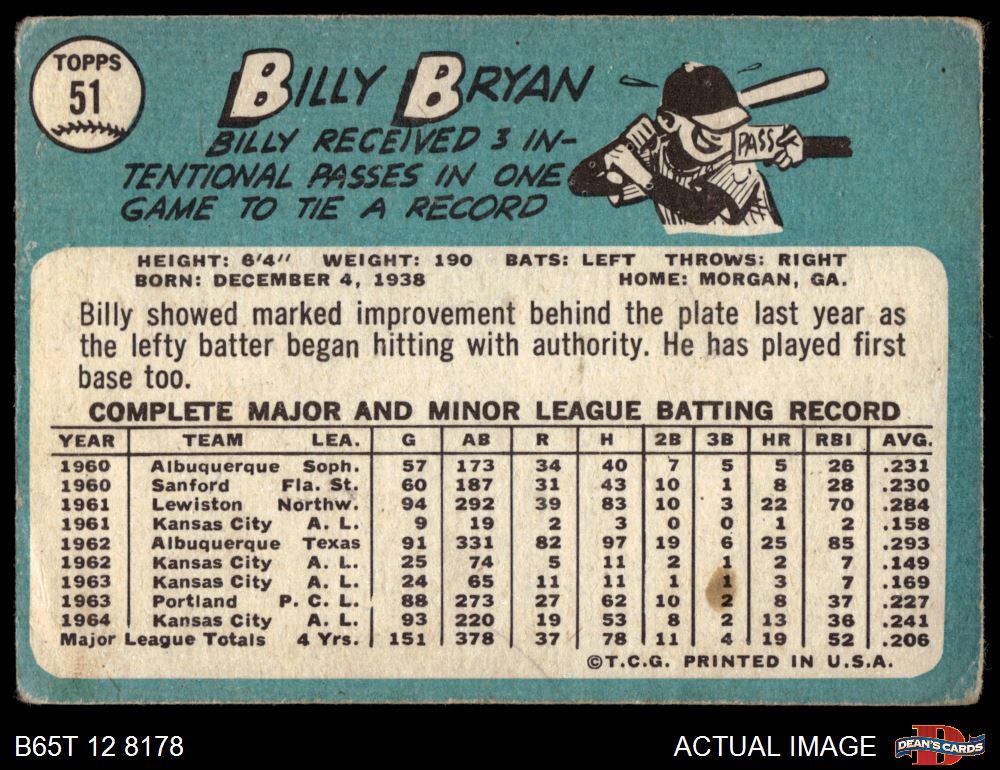 TOPPS
51
BILLY BRYAN
BILLY RECEIVED 3 IN-
TENTIONAL PASSES IN ONE
GAME TO TIE A RECORD
PASS
HEIGHT: 6'4" WEIGHT: 190 BATS: LEFT THROWS: RIGHT
BORN: DECEMBER 4, 1938 HOME: MORGAN, GA.
Billy showed marked improvement behind the plate last year as
the lefty batter began hitting with authority. He has played first
base too.
COMPLETE MAJOR AND MINOR LEAGUE BATTING RECORD
YEAR TEAM LEA. G AB R H 2B 3B HR RBI AVG.
1960 Albuquerque Soph. 57 173 34 40 7 5 5 26 .231
1960 Sanford Fla. St. 60 187 31 43 10 1 8 28 .230
1961 Lewiston Northw. 94 292 39 83 10 3 22 70 .284
1961 Kansas City A. L. 9 19 2 3 0 0 1 2 .158
1962 Albuquerque Texas 91 331 82 97 19 6 25 85 .293
1962 Kansas City A. L. 25 74 5 11 2 1 2 7 .149
1963 Kansas City A. L. 24 65 11 11 1 1 3 7 .169
1963 Portland P. C. L. 88 273 27 62 10 2 8 37 .227
1964 Kansas City A. L. 93 220 19 53 8 2 13 36 .241
Major League Totals 4 Yrs. 151 378 37 78 11 4 19 52 .206
©T.C.G. PRINTED IN U.S.A.
B65T 12 8178 ACTUAL IMAGE DEAN'S CARDS